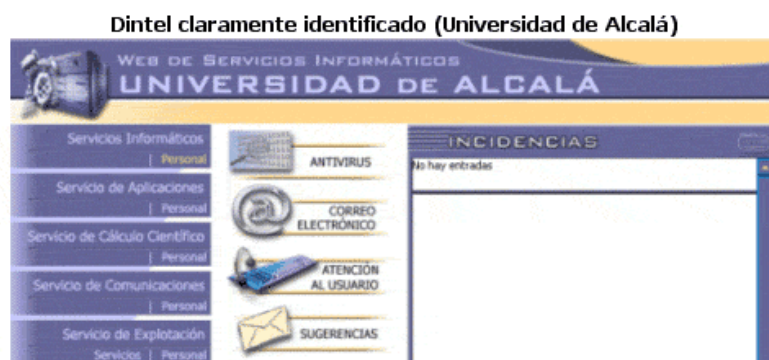 Dintel claramente identificado (Universidad de Alcalá)
WEB DE SERVICIOS INFORMÁTICOS
UNIVERSIDAD DE ALCALÁ
Servicios Informáticos
| Personal
Servicio de Aplicaciones
| Personal
Servicio de Cálculo Científico
| Personal
Servicio de Comunicaciones
| Personal
Servicio de Explotación
Servicios | Personal
ANTIVIRUS
CORREO
ELECTRÓNICO
ATENCIÓN
AL USUARIO
SUGERENCIAS
INCIDENCIAS
No hay entradas